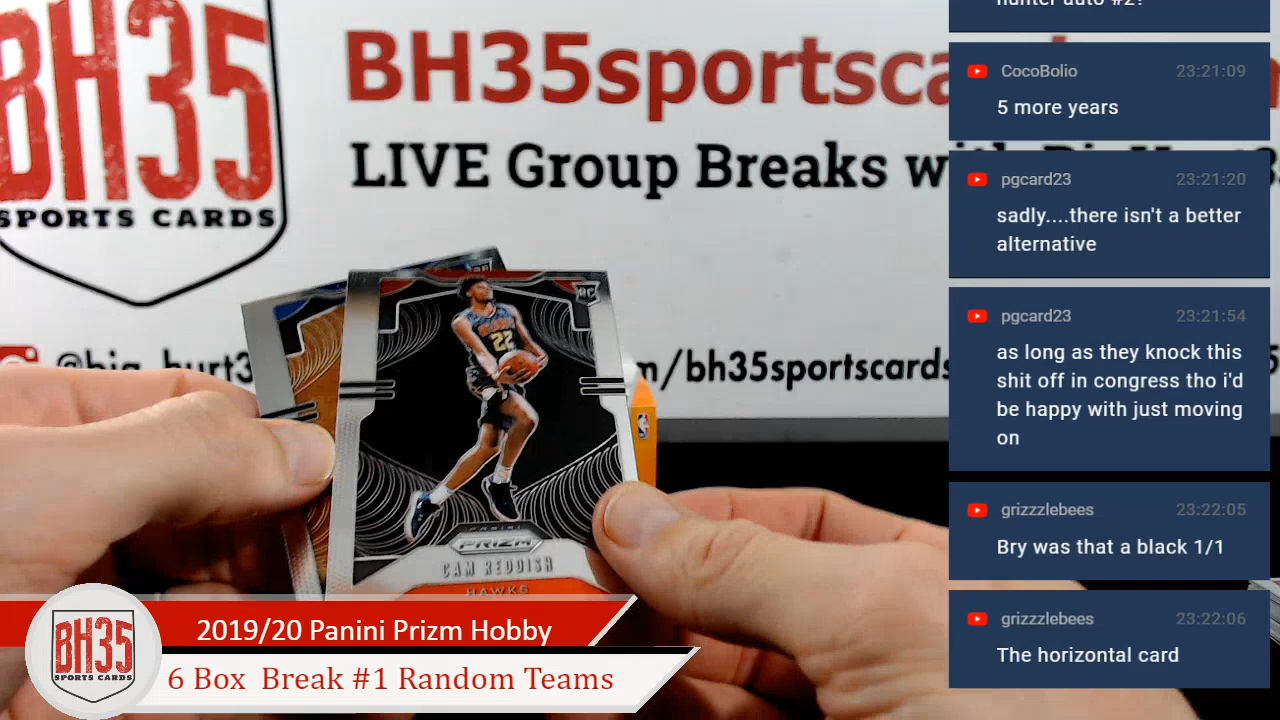 BH35
SPORTS CARDS
BH35sportsca
LIVE Group Breaks w
@big_hurt3
m/bh35sportscards
RC
22
PANINI
PRIZM
CAM REDDISH
HAWKS
BH35
SPORTS CARDS
2019/20 Panini Prizm Hobby
6 Box Break #1 Random Teams
hunter auto #2?
CocoBolio 23:21:09
5 more years
pgcard23 23:21:20
sadly....there isn't a better
alternative
pgcard23 23:21:54
as long as they knock this
shit off in congress tho i'd
be happy with just moving
on
grizzzlebees 23:22:05
Bry was that a black 1/1
grizzzlebees 23:22:06
The horizontal card